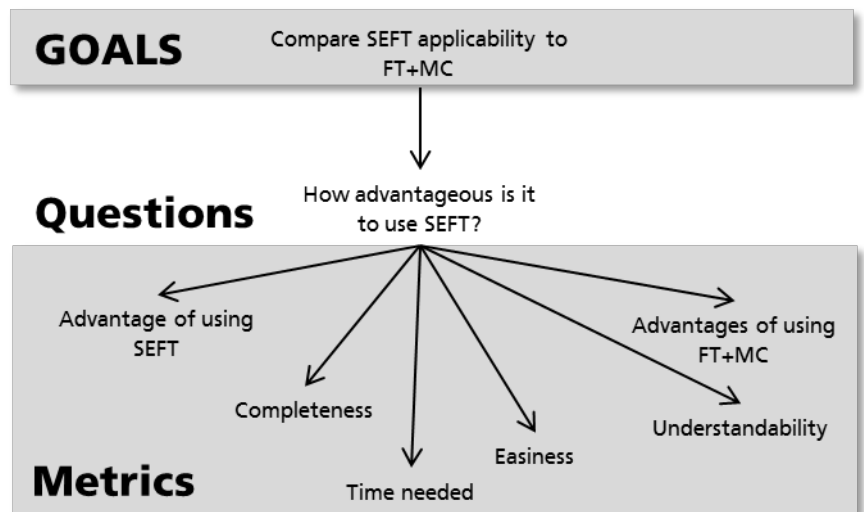 GOALS
Compare SEFT applicability to
FT+MC
Questions
How advantageous is it
to use SEFT?
Advantage of using
SEFT
Completeness
Time needed
Easiness
Understandability
Advantages of using
FT+MC
Metrics